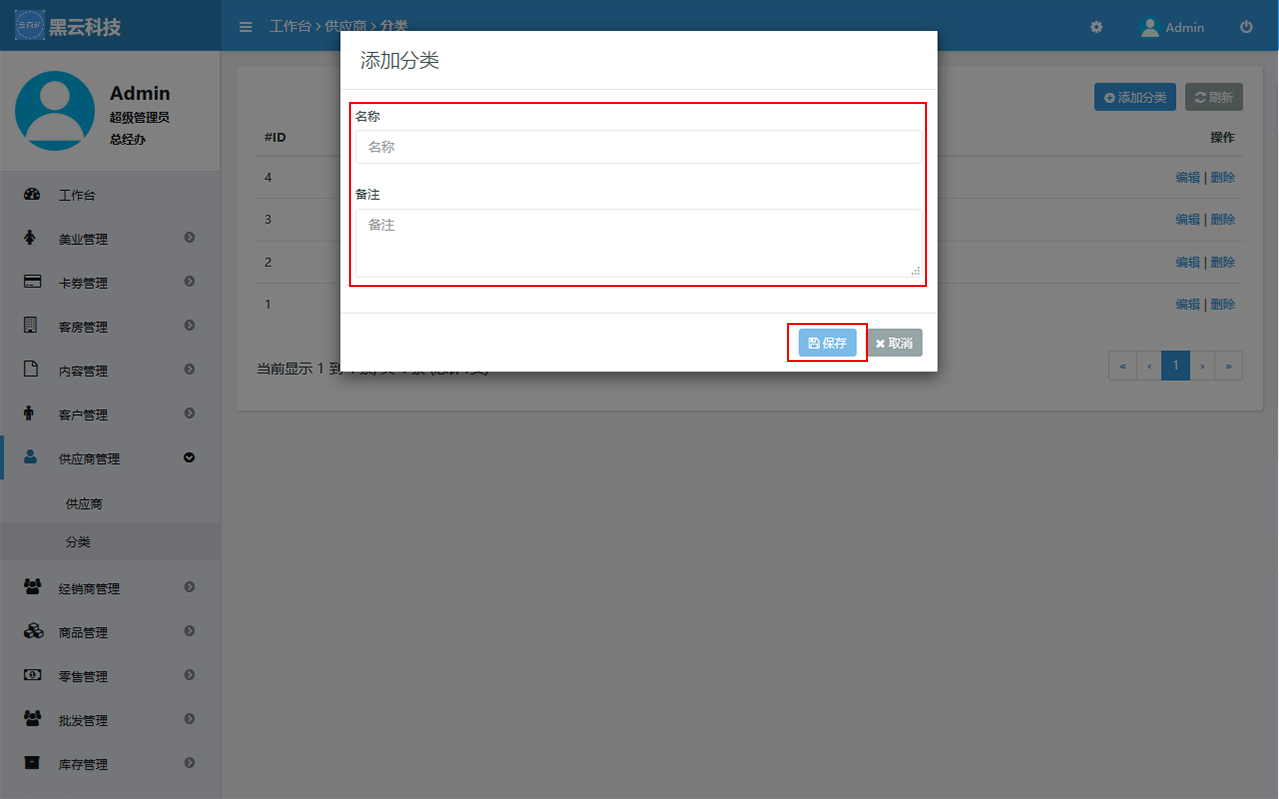 黑云科技
工作台 › 供应商 › 分类
Admin
添加分类
Admin
超级管理员
总经办
添加分类
刷新
名称
名称
备注
备注
#ID
操作
4
编辑 | 删除
3
编辑 | 删除
2
编辑 | 删除
1
编辑 | 删除
保存
取消
当前显示 1 到
« ‹ 1 › »
工作台
美业管理
卡券管理
客房管理
内容管理
客户管理
供应商管理
供应商
分类
经销商管理
商品管理
零售管理
批发管理
库存管理